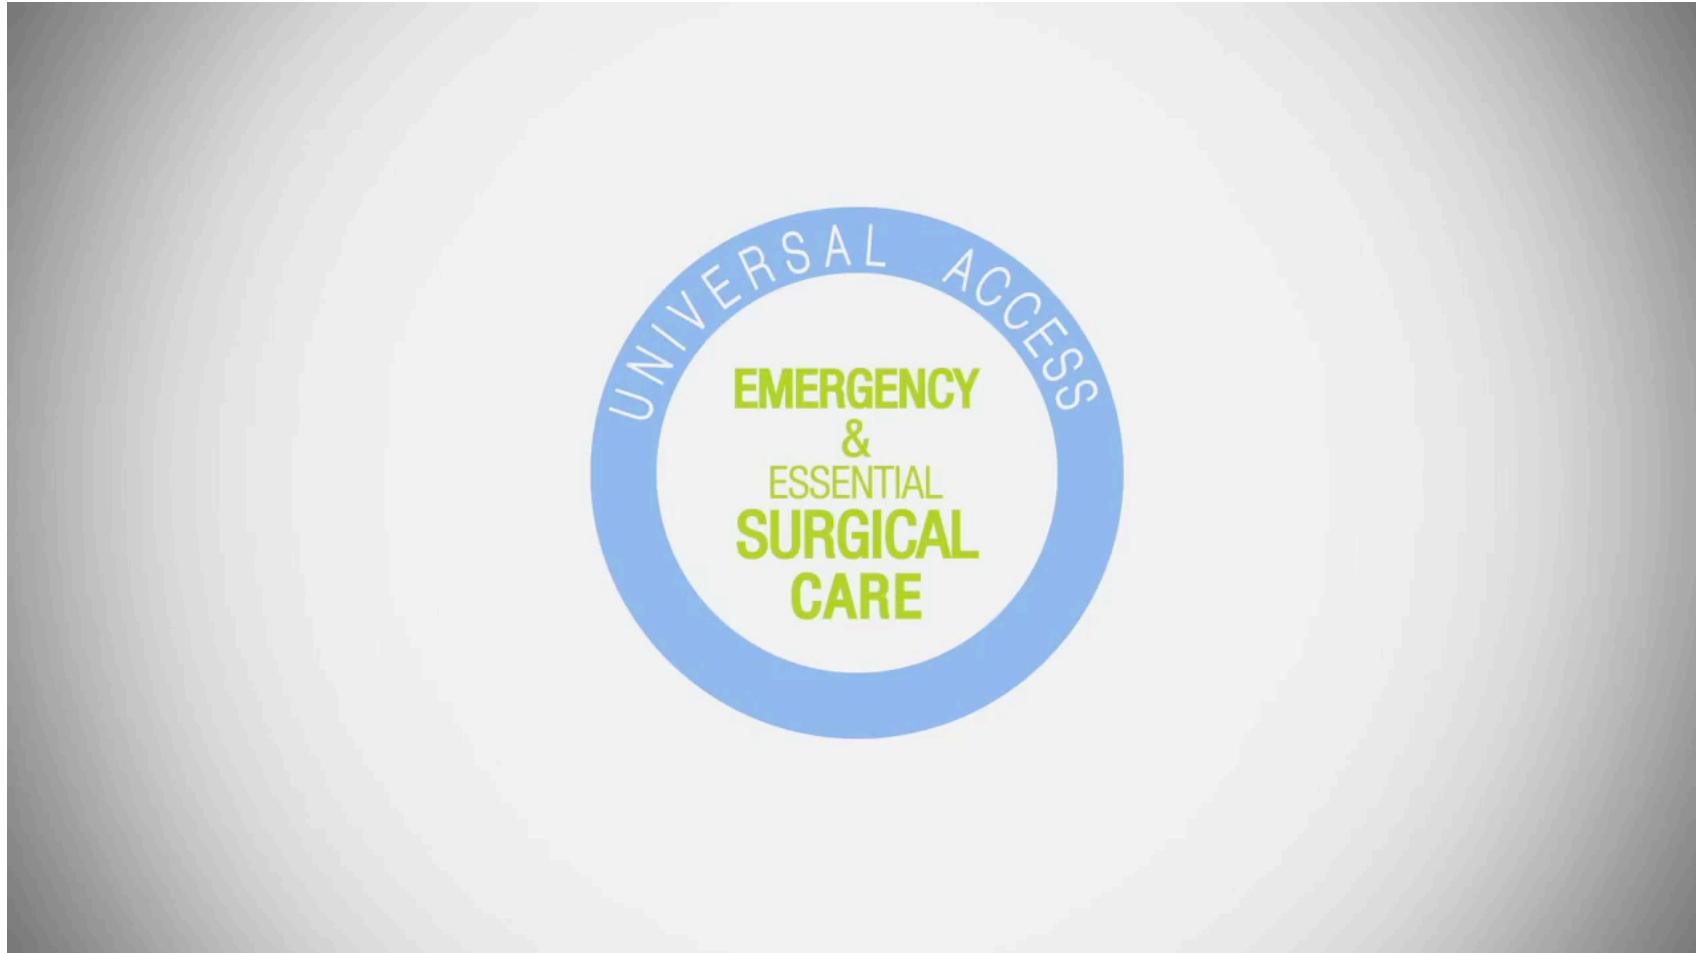 UNIVERSAL ACCESS
EMERGENCY
&
ESSENTIAL
SURGICAL
CARE